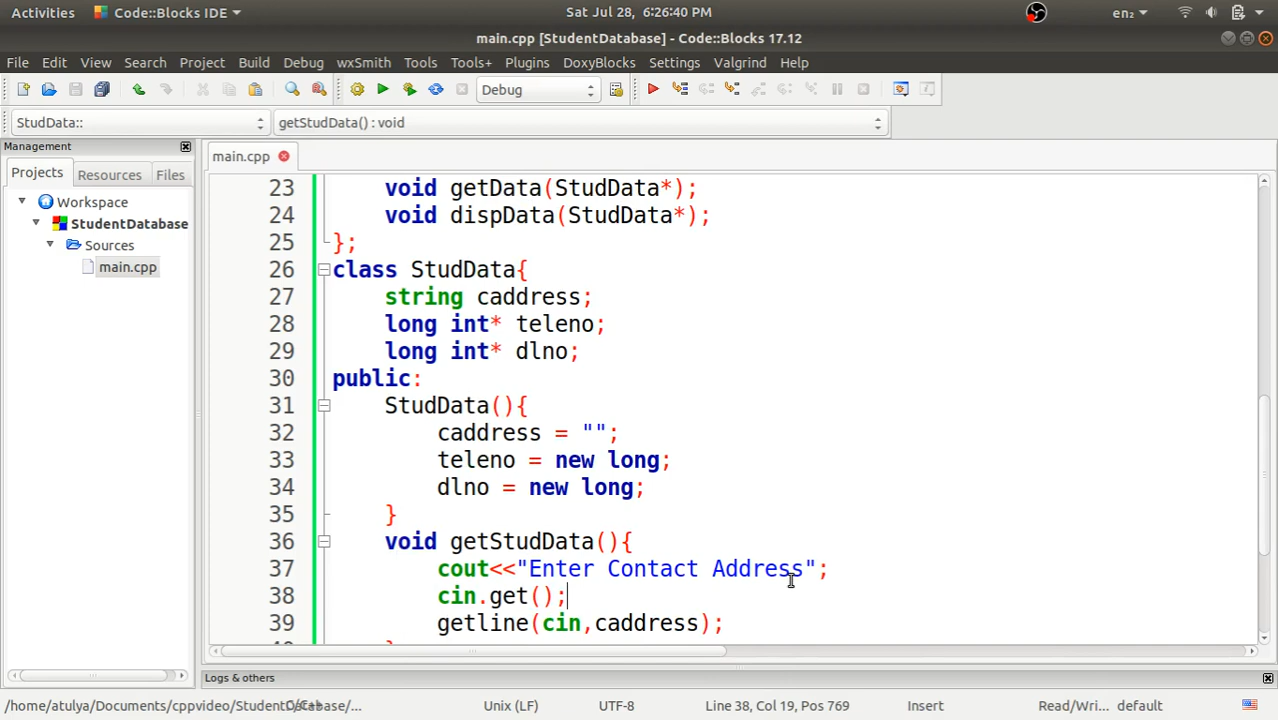 Activities Code::Blocks IDE Sat Jul 28, 6:26:40 PM en₂
main.cpp [StudentDatabase] - Code::Blocks 17.12
File Edit View Search Project Build Debug wxSmith Tools Tools+ Plugins DoxyBlocks Settings Valgrind Help
Debug
StudData:: getStudData() : void
Management
main.cpp
Projects Resources Files
Workspace
StudentDatabase
Sources
main.cpp
23 void getData(StudData*);
24 void dispData(StudData*);
25 };
26 class StudData{
27 string caddress;
28 long int* teleno;
29 long int* dlno;
30 public:
31 StudData(){
32 caddress = "";
33 teleno = new long;
34 dlno = new long;
35 }
36 void getStudData(){
37 cout<<"Enter Contact Address";
38 cin.get();
39 getline(cin,caddress);
Logs & others
Unix (LF) UTF-8 Line 38, Col 19, Pos 769 Insert Read/Wri... default